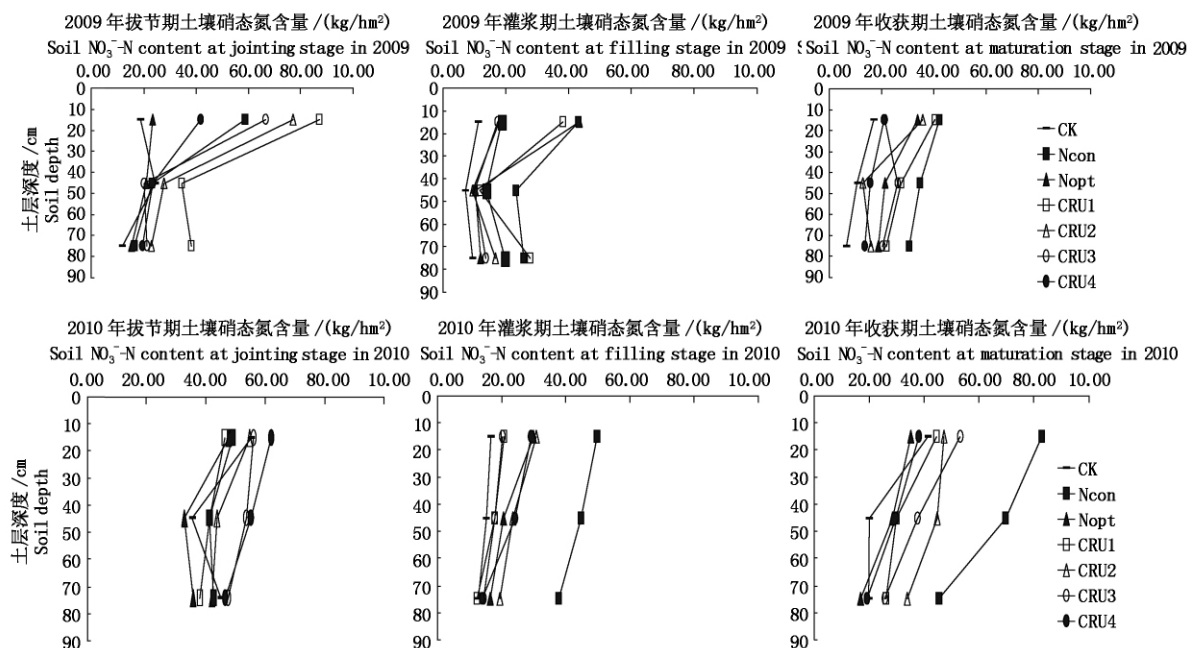 2009 年拔节期土壤硝态氮含量 /(kg/hm²)
Soil NO₃⁻-N content at jointing stage in 2009
0.00 20.00 40.00 60.00 80.00 10.00
0
10
20
30
40
50
60
70
80
90
土层深度 /cm
Soil depth
2009 年灌浆期土壤硝态氮含量 /(kg/hm²)
Soil NO₃⁻-N content at filling stage in 2009
0.00 20.00 40.00 60.00 80.00 10.00
0
10
20
30
40
50
60
70
80
90
2009 年收获期土壤硝态氮含量 /(kg/hm²)
Soil NO₃⁻-N content at maturation stage in 2009
0.00 20.00 40.00 60.00 80.00 10.00
0
10
20
30
40
50
60
70
80
90
CK
Ncon
Nopt
CRU1
CRU2
CRU3
CRU4
2010 年拔节期土壤硝态氮含量 /(kg/hm²)
Soil NO₃⁻-N content at jointing stage in 2010
0.00 20.00 40.00 60.00 80.00 10.00
10
20
30
40
50
60
70
80
90
土层深度 /cm
Soil depth
2010 年灌浆期土壤硝态氮含量 /(kg/hm²)
Soil NO₃⁻-N content at filling stage in 2010
0.00 20.00 40.00 60.00 80.00 10.00
10
20
30
40
50
60
70
80
90
2010 年收获期土壤硝态氮含量 /(kg/hm²)
Soil NO₃⁻-N content at maturation stage in 2010
0.00 20.00 40.00 60.00 80.00 10.00
10
20
30
40
50
60
70
80
90
CK
Ncon
Nopt
CRU1
CRU2
CRU3
CRU4